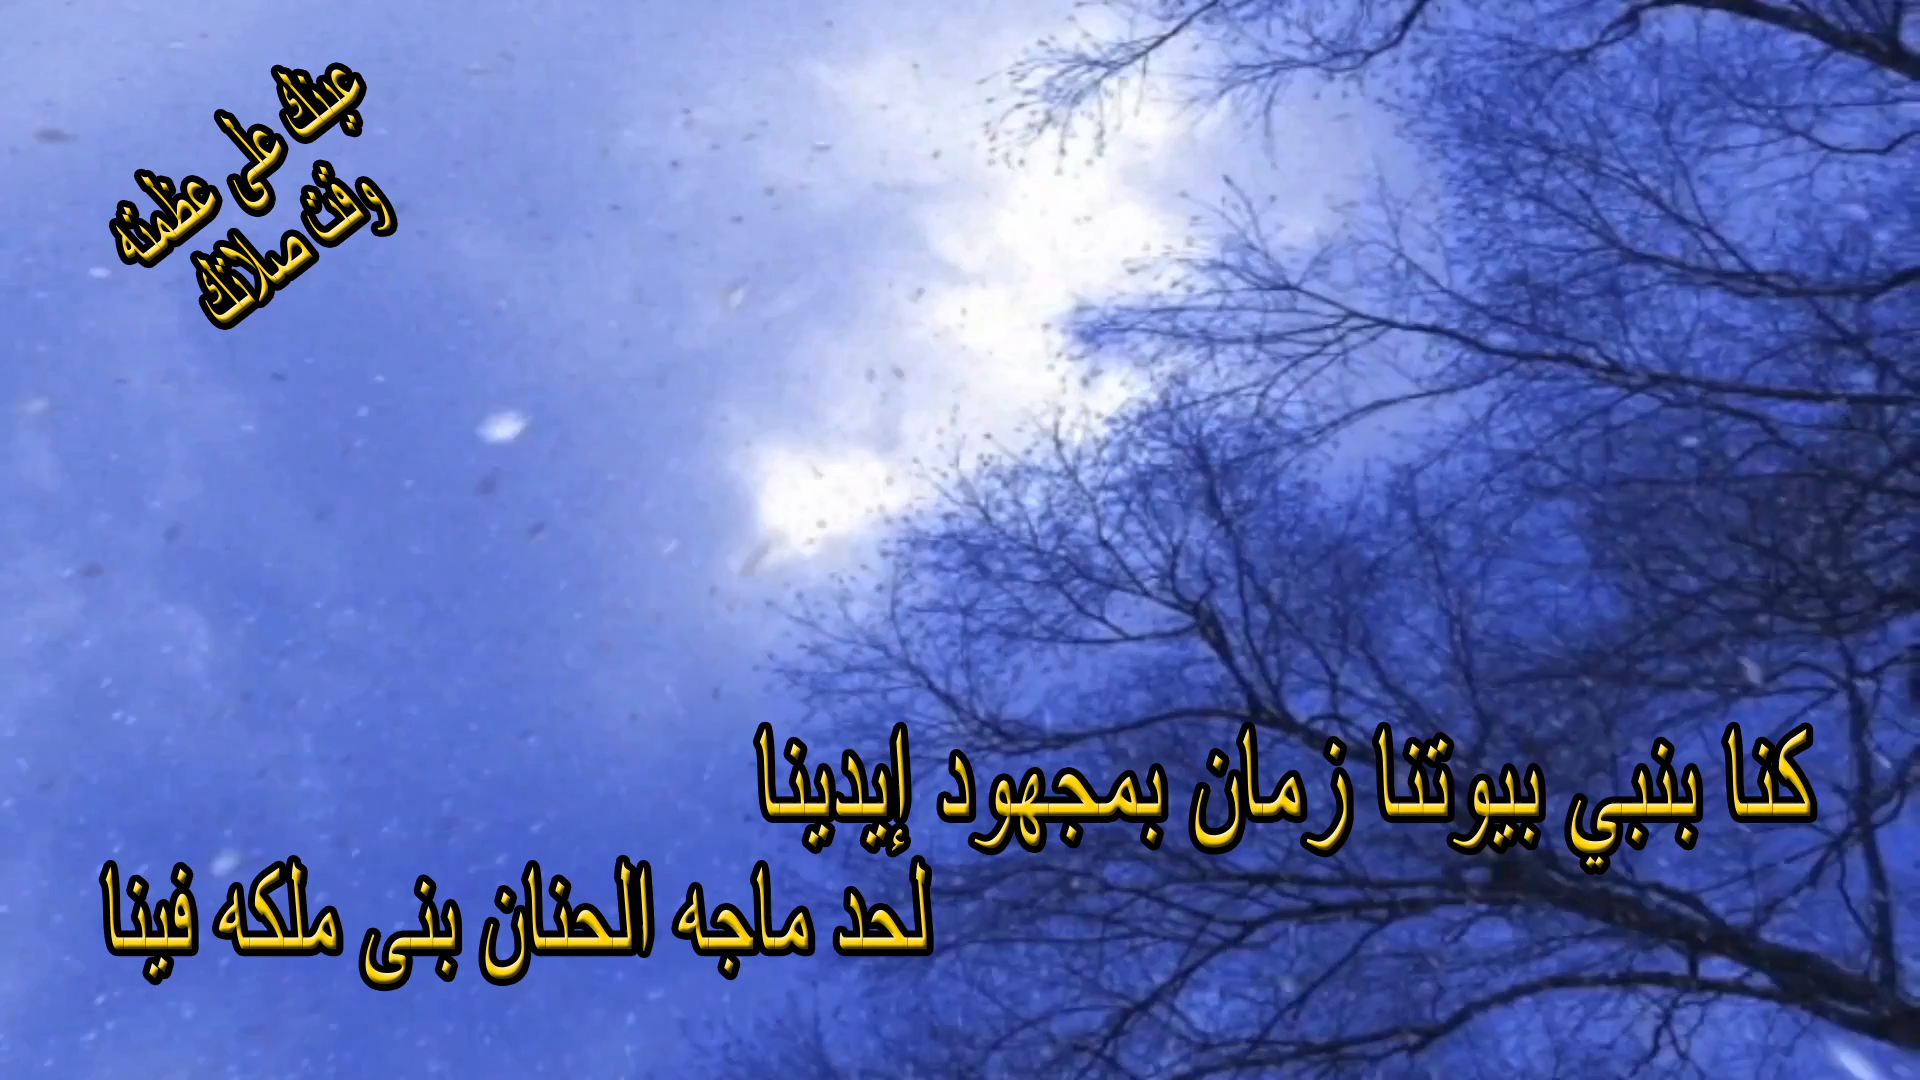 عينك على عظمته
وقت صلاتك
كنا بنبي بيوتنا زمان بمجهود إيدينا
لحد ماجه الحنان بنى ملكه فينا